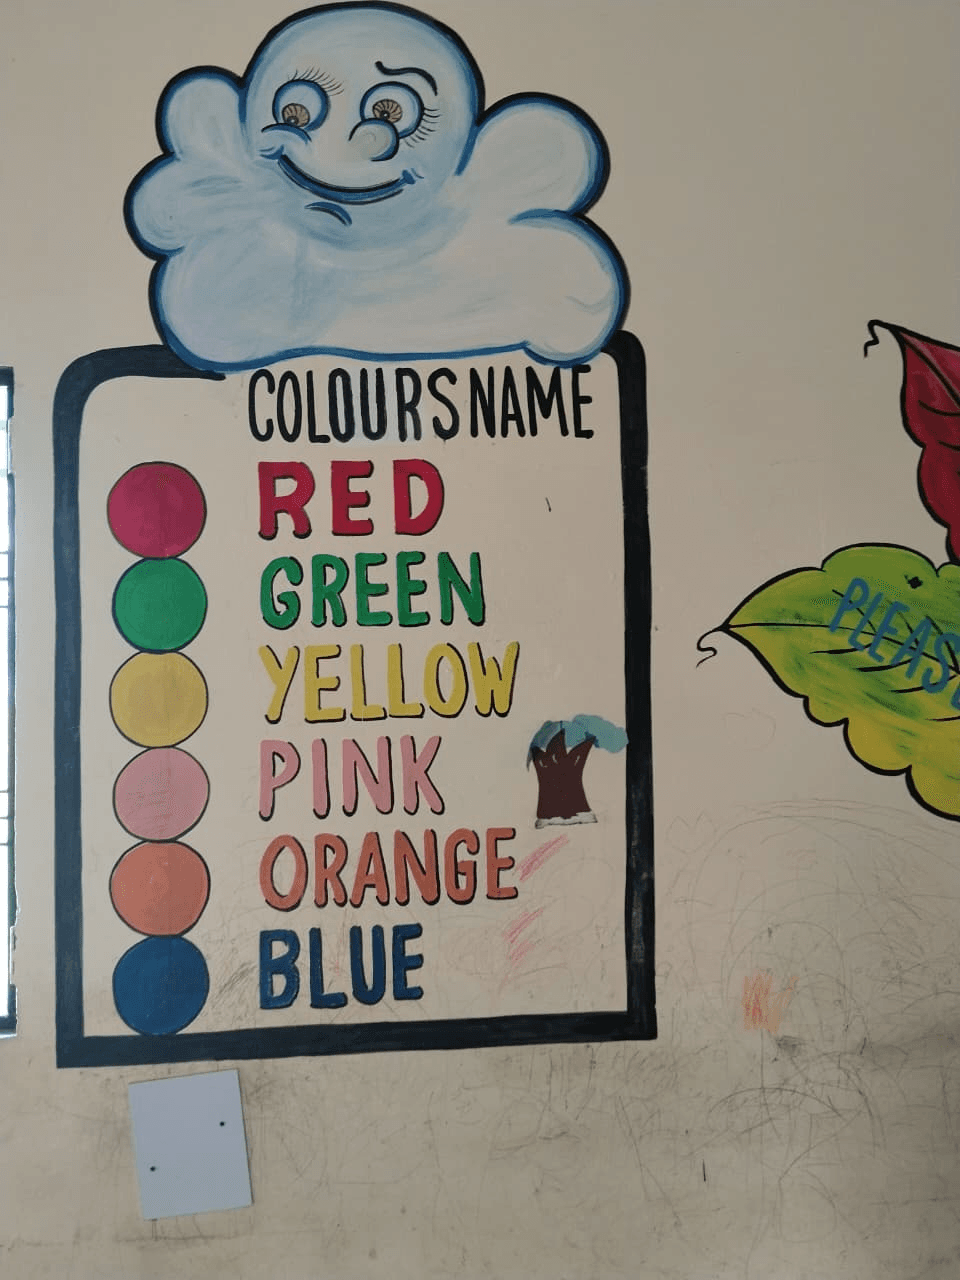 COLOURS NAME
RED
GREEN
YELLOW
PINK
ORANGE
BLUE